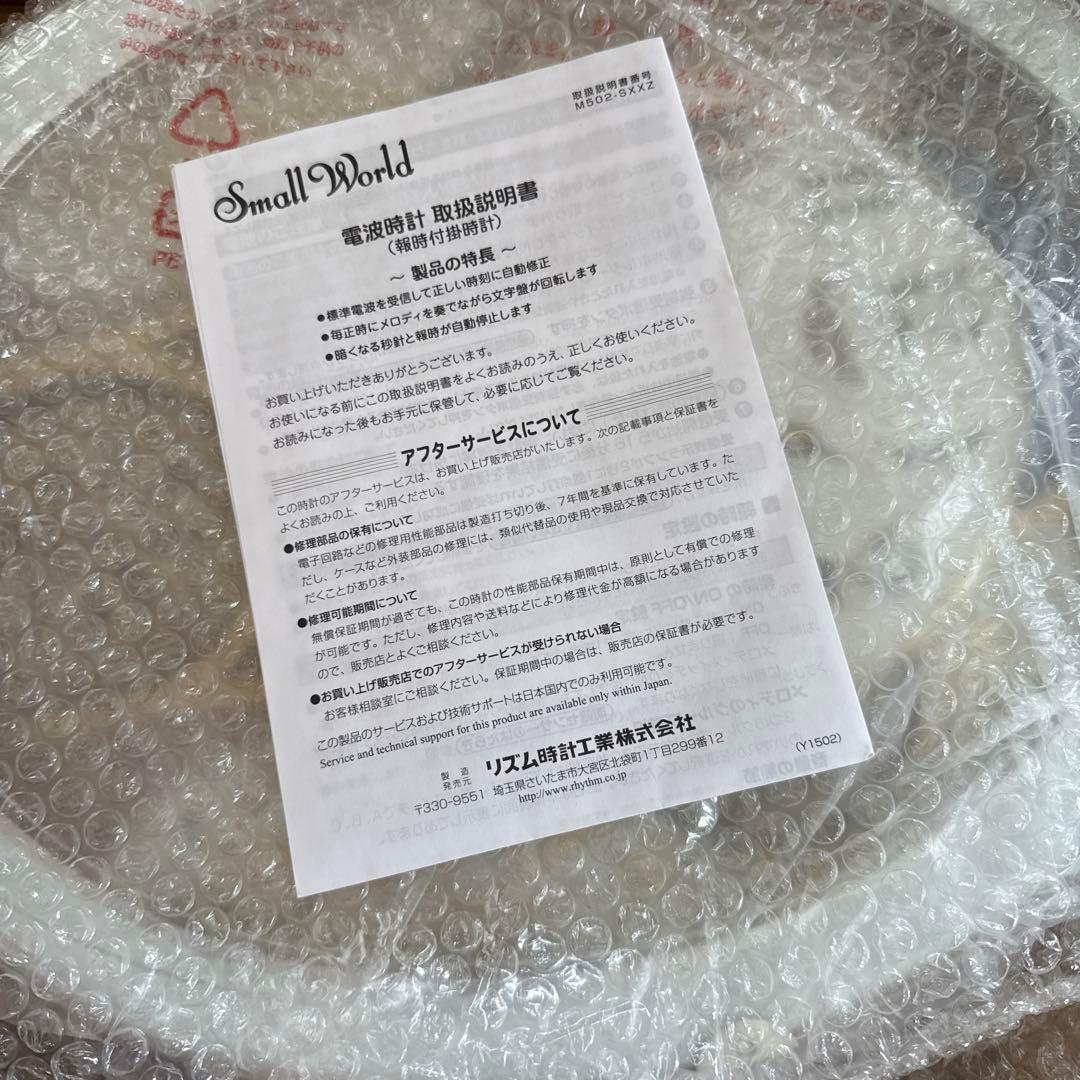 取扱説明書番号
M502-SXXZ
Small World
電波時計 取扱説明書
(報時付掛時計)
～ 製品の特長 ～
●標準電波を受信して正しい時刻に自動修正
●毎正時にメロディを奏でながら文字盤が回転します
●暗くなる秒針と報時が自動停止します
お買い上げいただきありがとうございます。
お使いになる前にこの取扱説明書をよくお読みのうえ、正しくお使いください。
お読みになった後もお手元に保管して、必要に応じてご覧ください。
アフターサービスについて
この時計のアフターサービスは、お買い上げ販売店がいたします。次の記載事項と保証書を
よくお読みの上、ご利用ください。
●修理部品の保有について
電子回路などの修理用性能部品は製造打ち切り後、7年間を基準に保有しています。た
だし、ケースなど外装部品の修理には、類似代替品の使用や現品交換で対応させていた
だくことがあります。
●修理可能期間について
無償保証期間が過ぎても、この時計の性能部品保有期間中は、原則として有償での修理
が可能です。ただし、修理内容や送料などにより修理代金が高額になる場合があります
ので、販売店とよくご相談ください。
●お買い上げ販売店でのアフターサービスが受けられない場合
お客様相談室にご相談ください。保証期間中の場合は、販売店の保証書が必要です。
この製品のサービスおよび技術サポートは日本国内でのみ利用可能です。
Service and technical support for this product are available only within Japan.
製造
発売元
リズム時計工業株式会社
〒330-9551 埼玉県さいたま市大宮区北袋町1丁目299番12
http://www.rhythm.co.jp
(Y1502)